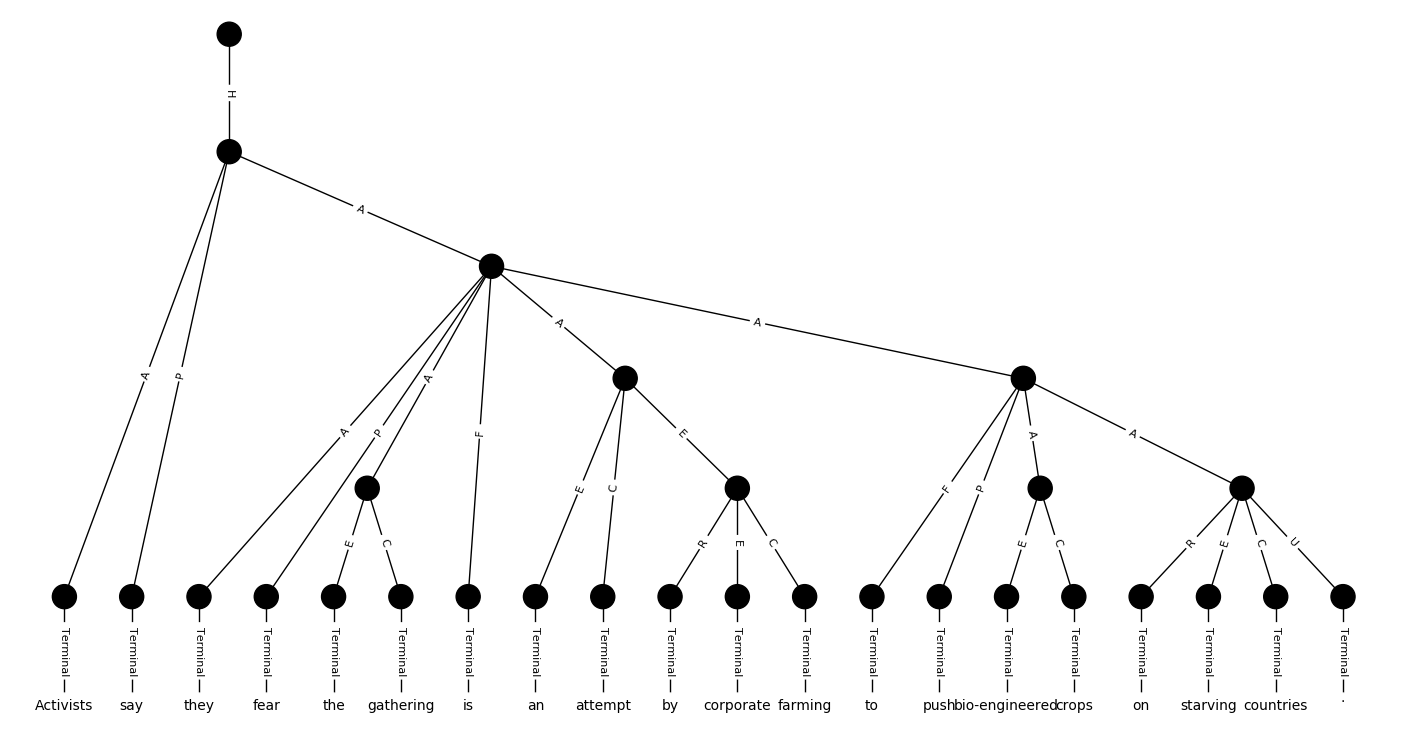 H
A
A
A
A
P
A
P
A
F
E
A
A
E
C
F
P
E
C
R
E
C
E
C
R
E
C
U
Terminal Terminal Terminal Terminal Terminal Terminal Terminal Terminal Terminal Terminal Terminal Terminal Terminal Terminal Terminal Terminal Terminal Terminal Terminal Terminal
Activists say they fear the gathering is an attempt by corporate farming to push bio-engineered crops on starving countries .